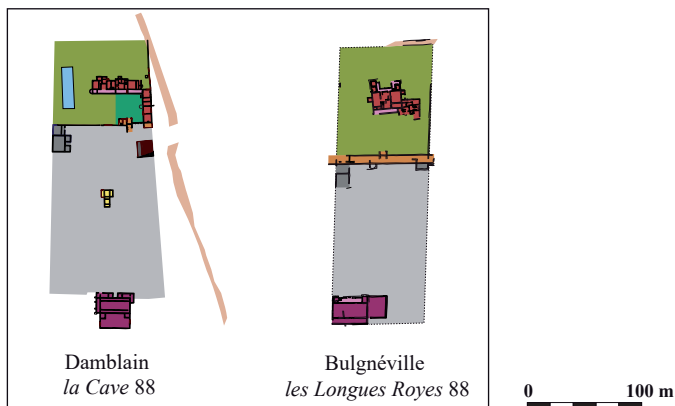 Damblain
la Cave 88
Bulgnéville
les Longues Royes 88
0 100 m